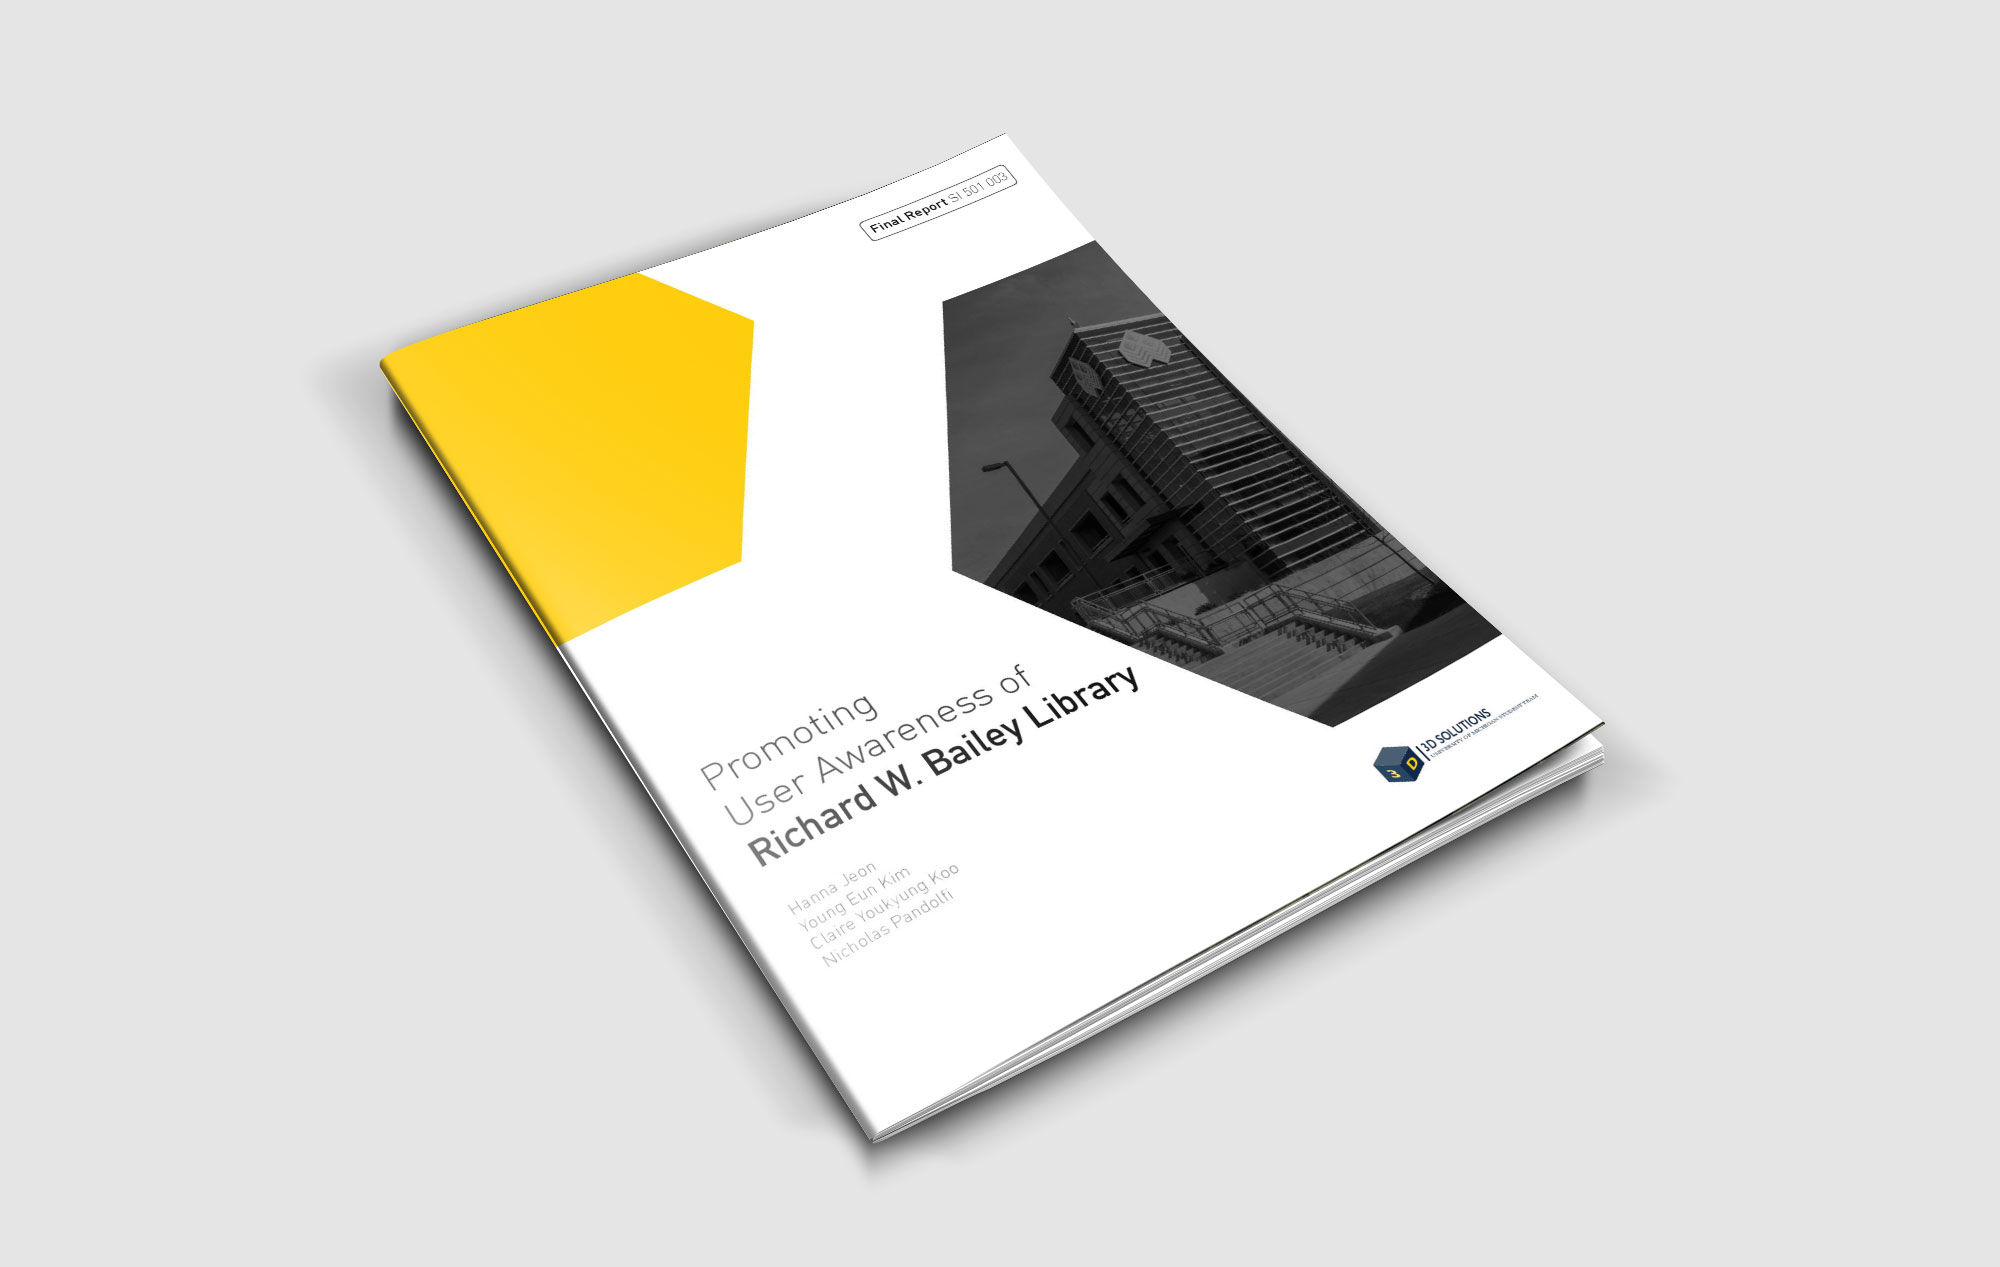 Final Report SI 501 003
Promoting
User Awareness of
Richard W. Bailey Library
Hanna Jeon
Young Eun Kim
Claire Youkyung Koo
Nicholas Pandolfi
3D
3D SOLUTIONS
UNIVERSITY OF MICHIGAN STUDENT TEAM